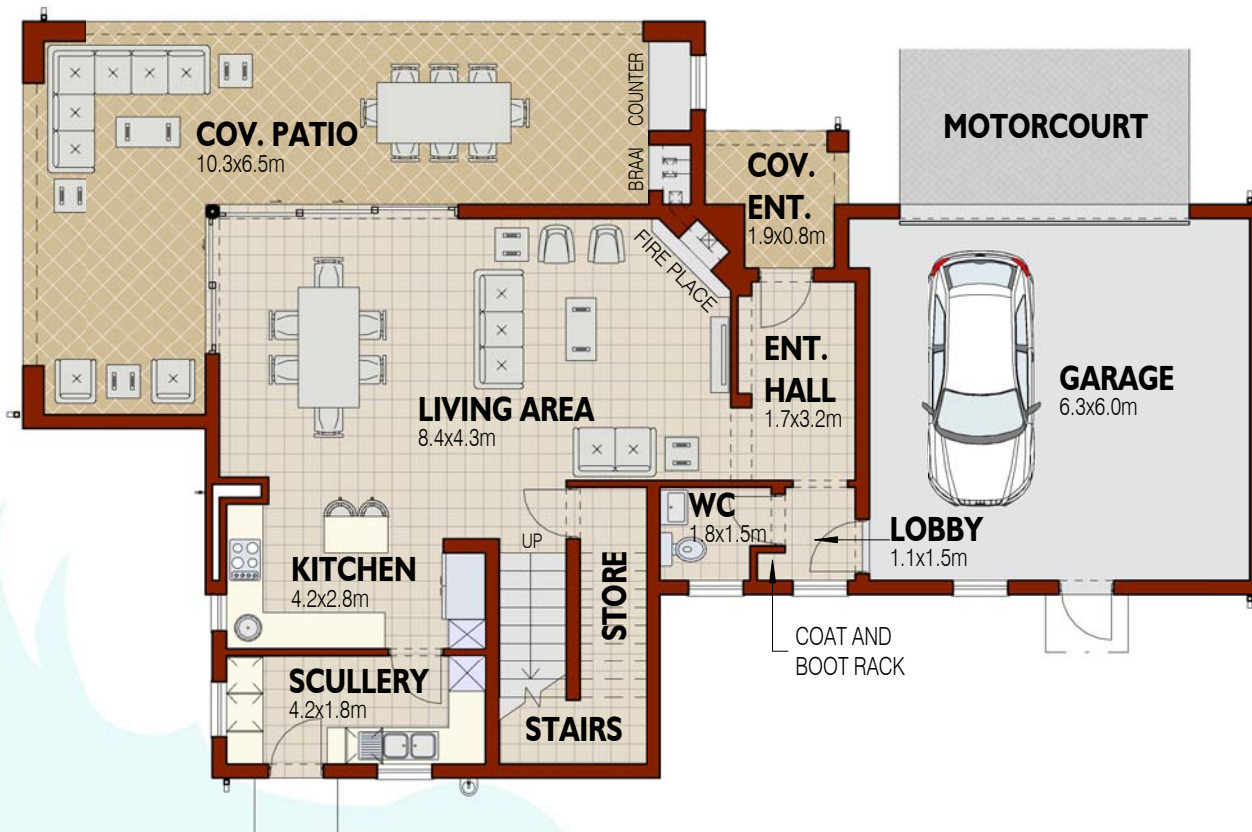 COUNTER
MOTORCOURT
COV. PATIO
10.3x6.5m
BRAAI
COV.
ENT.
1.9x0.8m
FIRE PLACE
ENT.
HALL
1.7x3.2m
GARAGE
6.3x6.0m
LIVING AREA
8.4x4.3m
WC
1.8x1.5m
LOBBY
1.1x1.5m
UP
KITCHEN
4.2x2.8m
STORE
COAT AND
BOOT RACK
SCULLERY
4.2x1.8m
STAIRS